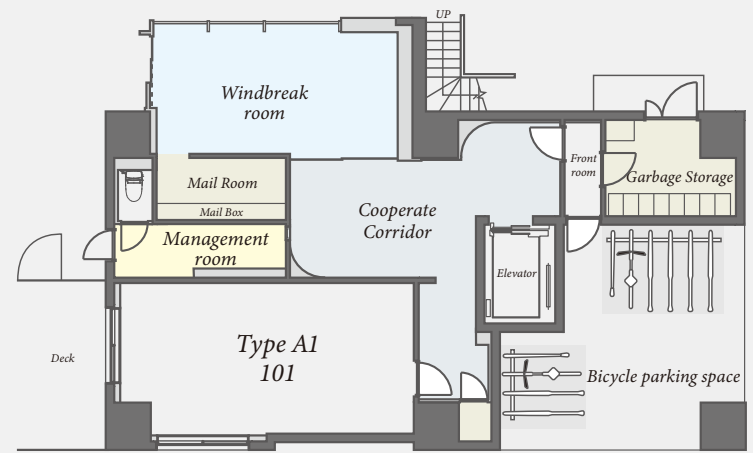 UP
Windbreak
room
Mail Room
Mail Box
Management
room
Cooperate
Corridor
Front
room
Garbage Storage
Elevator
Type A1
101
Deck
Bicycle parking space